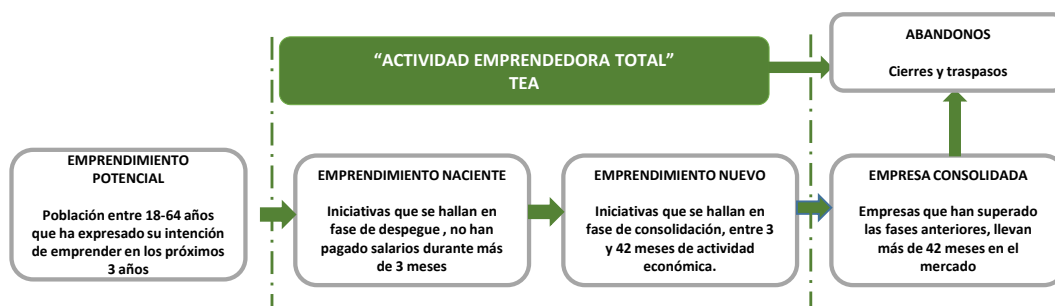 “ACTIVIDAD EMPRENDEDORA TOTAL”
TEA
ABANDONOS
Cierres y traspasos
EMPRENDIMIENTO
POTENCIAL
Población entre 18-64 años
que ha expresado su intención
de emprender en los próximos
3 años
EMPRENDIMIENTO NACIENTE
Iniciativas que se hallan en
fase de despegue , no han
pagado salarios durante más
de 3 meses
EMPRENDIMIENTO NUEVO
Iniciativas que se hallan en
fase de consolidación, entre 3
y 42 meses de actividad
económica.
EMPRESA CONSOLIDADA
Empresas que han superado
las fases anteriores, llevan
más de 42 meses en el
mercado